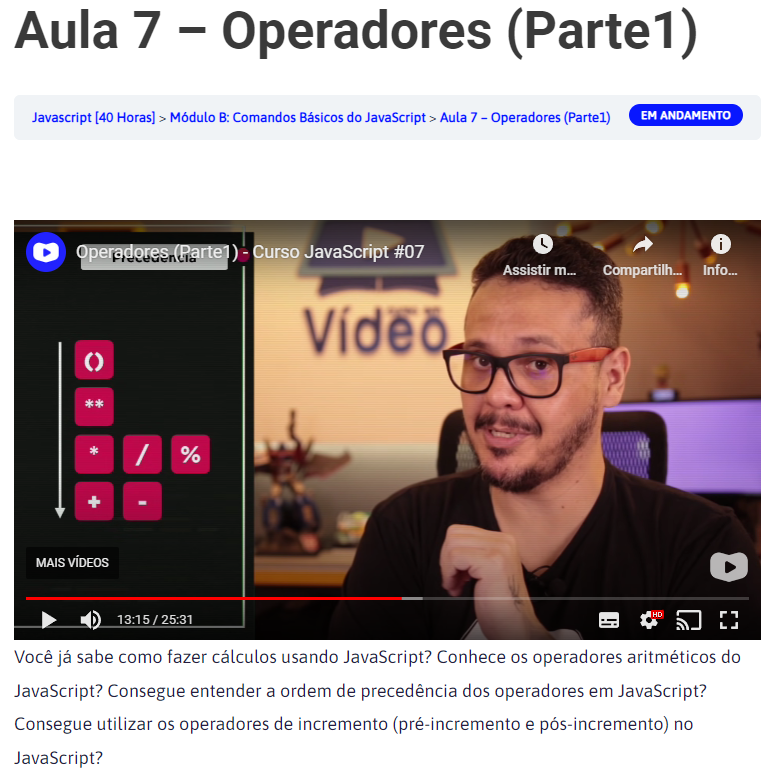 Aula 7 – Operadores (Parte1)
Javascript [40 Horas] > Módulo B: Comandos Básicos do JavaScript > Aula 7 – Operadores (Parte1)
EM ANDAMENTO
Operadores (Parte1) - Curso JavaScript #07
Precedência
Assistir m...
Compartilh...
Info...
Vídeo
()
**
* / %
+ -
MAIS VÍDEOS
13:15 / 25:31
HD
Você já sabe como fazer cálculos usando JavaScript? Conhece os operadores aritméticos do
JavaScript? Consegue entender a ordem de precedência dos operadores em JavaScript?
Consegue utilizar os operadores de incremento (pré-incremento e pós-incremento) no
JavaScript?